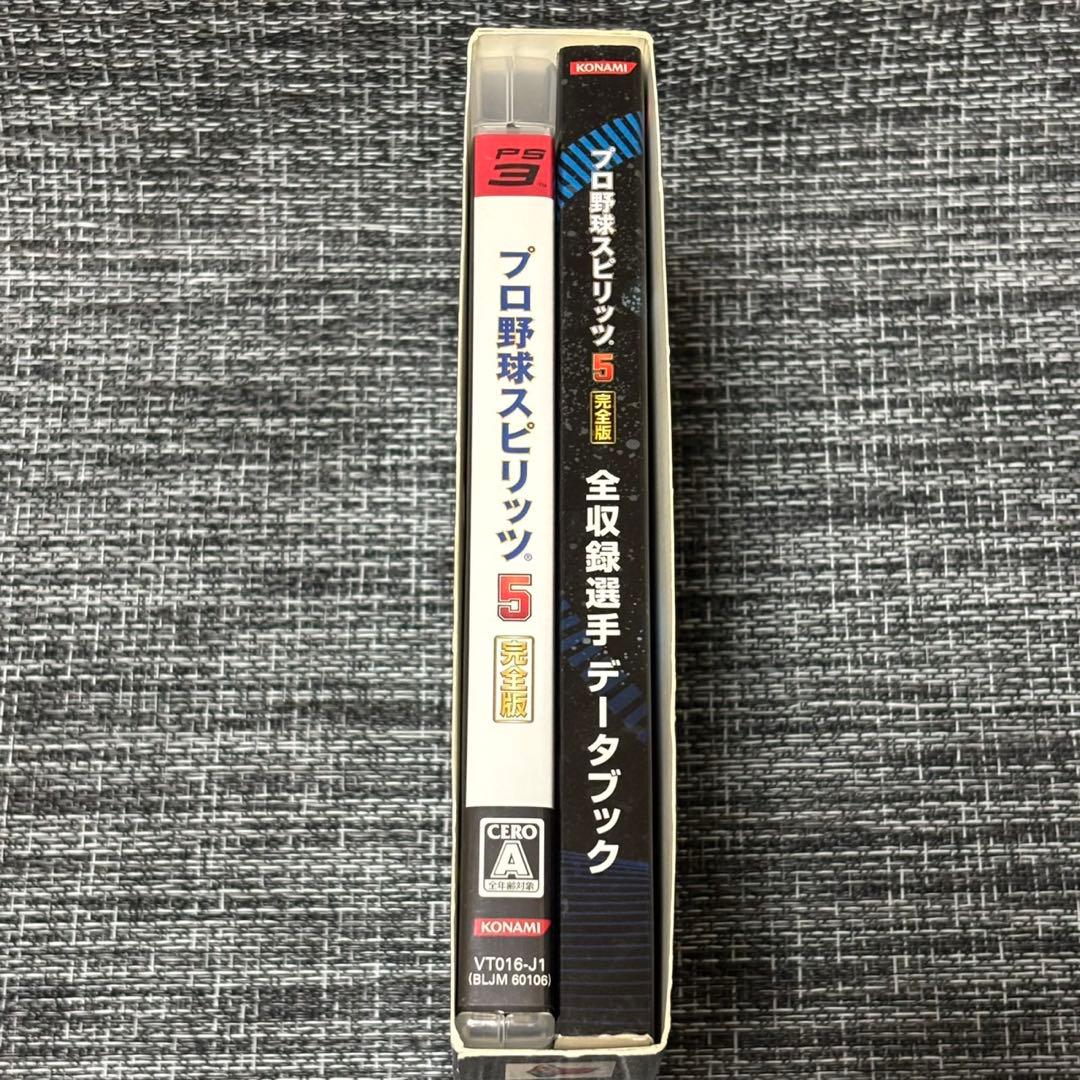 PS3™
プロ野球スピリッツ®
5
完全版
CERO
A
全年齢対象
KONAMI
VT016-J1
(BLJM 60106)
KONAMI
プロ野球スピリッツ®
5
完全版
全収録選手 データブック